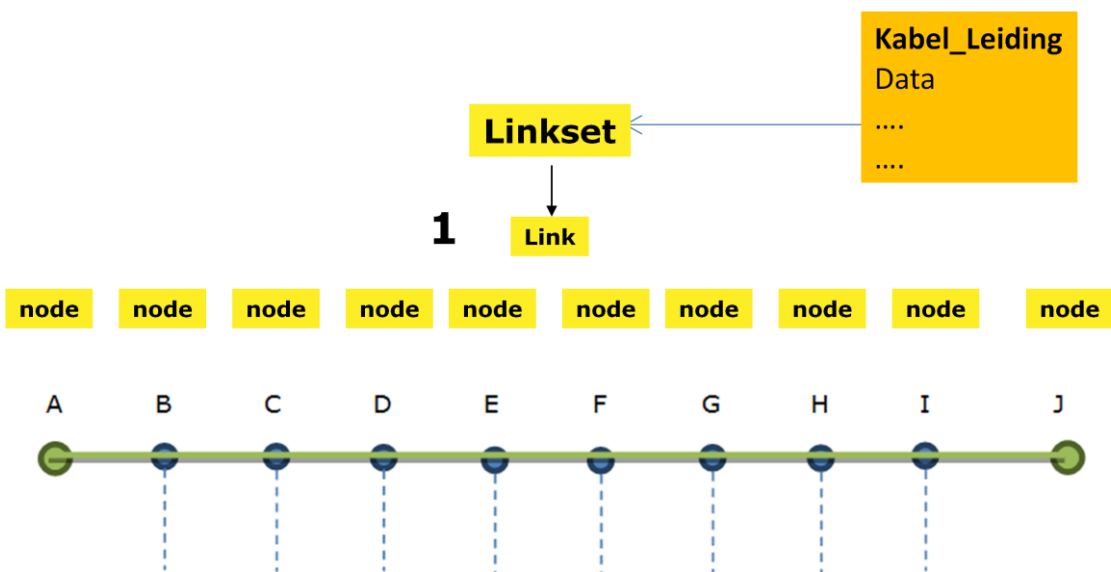 Kabel_Leiding
Data
....
....
Linkset
1
Link
node node node node node node node node node node
A B C D E F G H I J